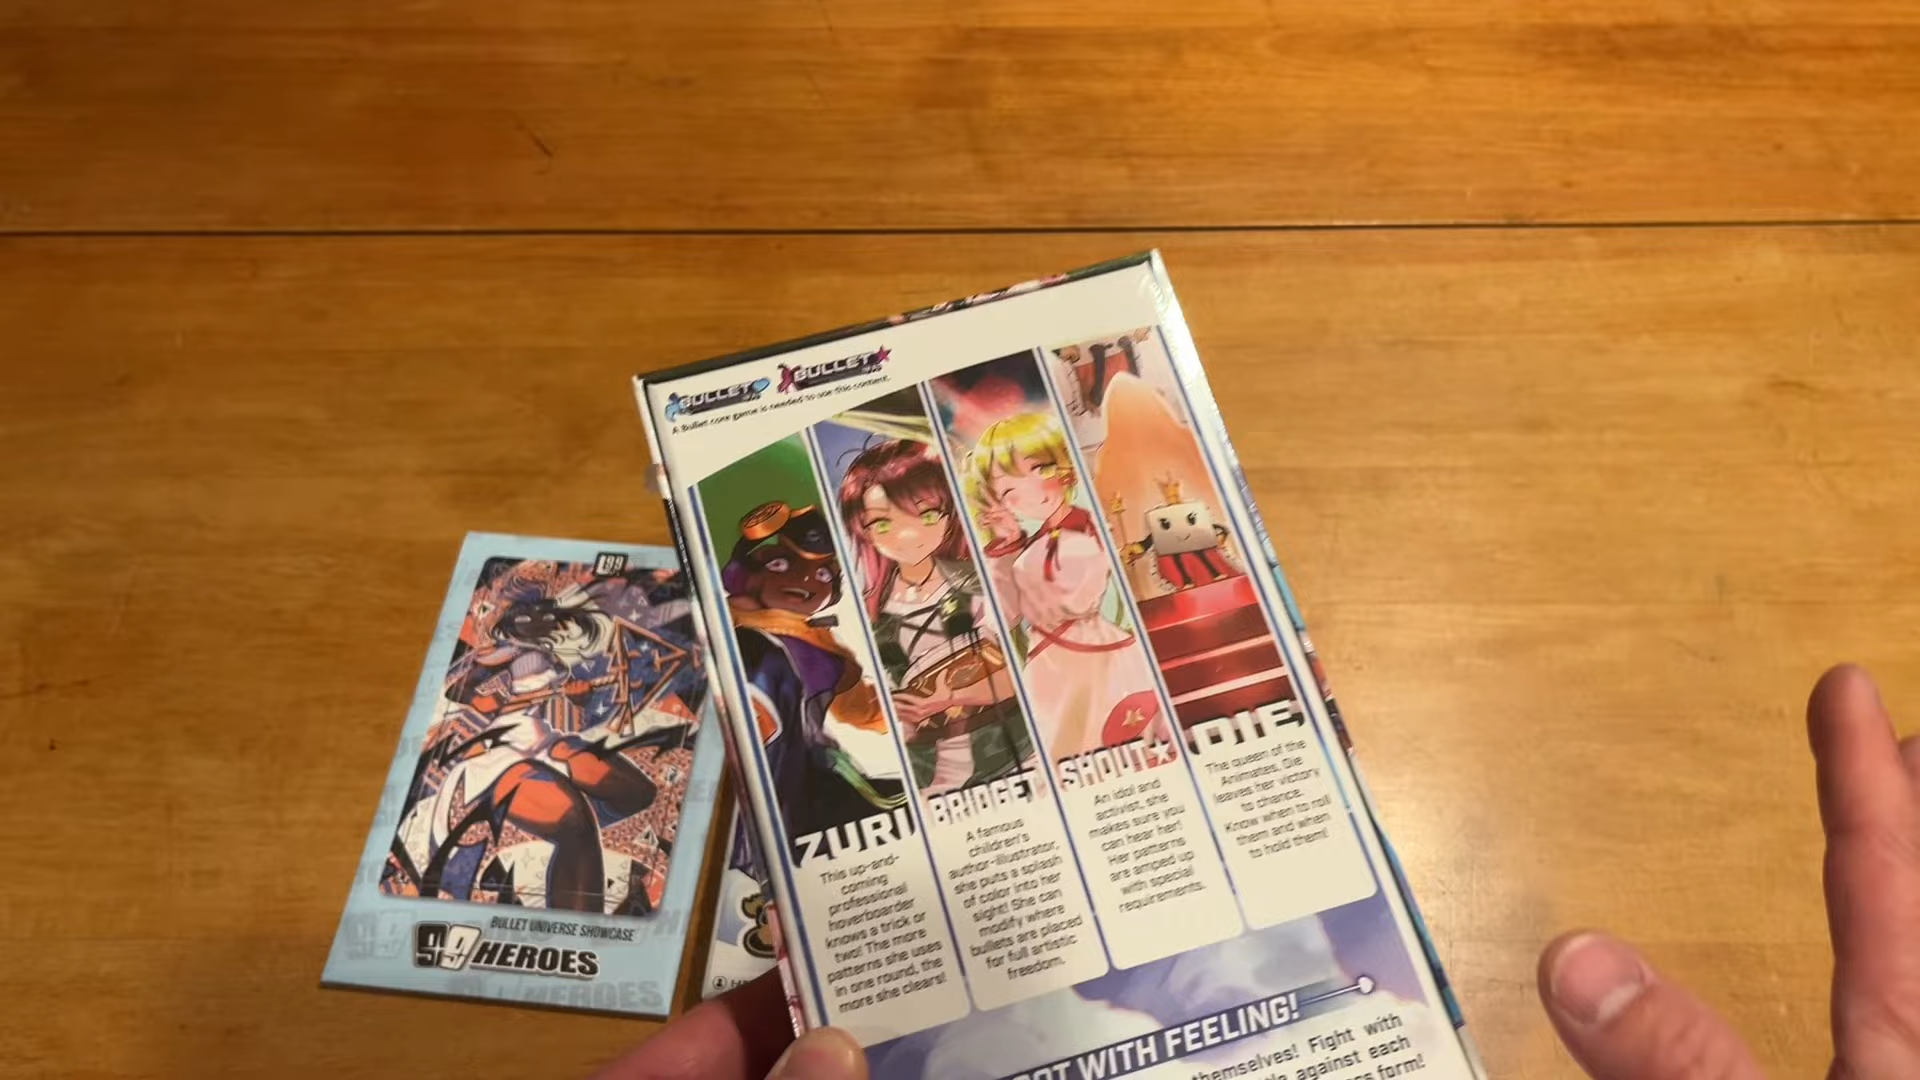 BULLET BULLET
A Bullet core game is needed to use this content.
ZURI
This up-and-
coming
professional
hoverboarder
knows a trick or
two! The more
patterns she uses
in one round, the
more she clears!
BRIDGET
A famous
children's
author-illustrator,
she puts a splash
of color into her
sight! She can
modify where
bullets are placed
for full artistic
freedom.
SHOUT★
An idol and
activist, she
makes sure you
can hear her!
Her patterns
are amped up
with special
requirements.
DIE
The queen of the
Animates, Die
leaves her victory
to chance.
Know when to roll
them and when
to hold them!
WITH FEELING!
themselves! Fight with
against each
form!
99
BULLET UNIVERSE SHOWCASE
99 HEROES